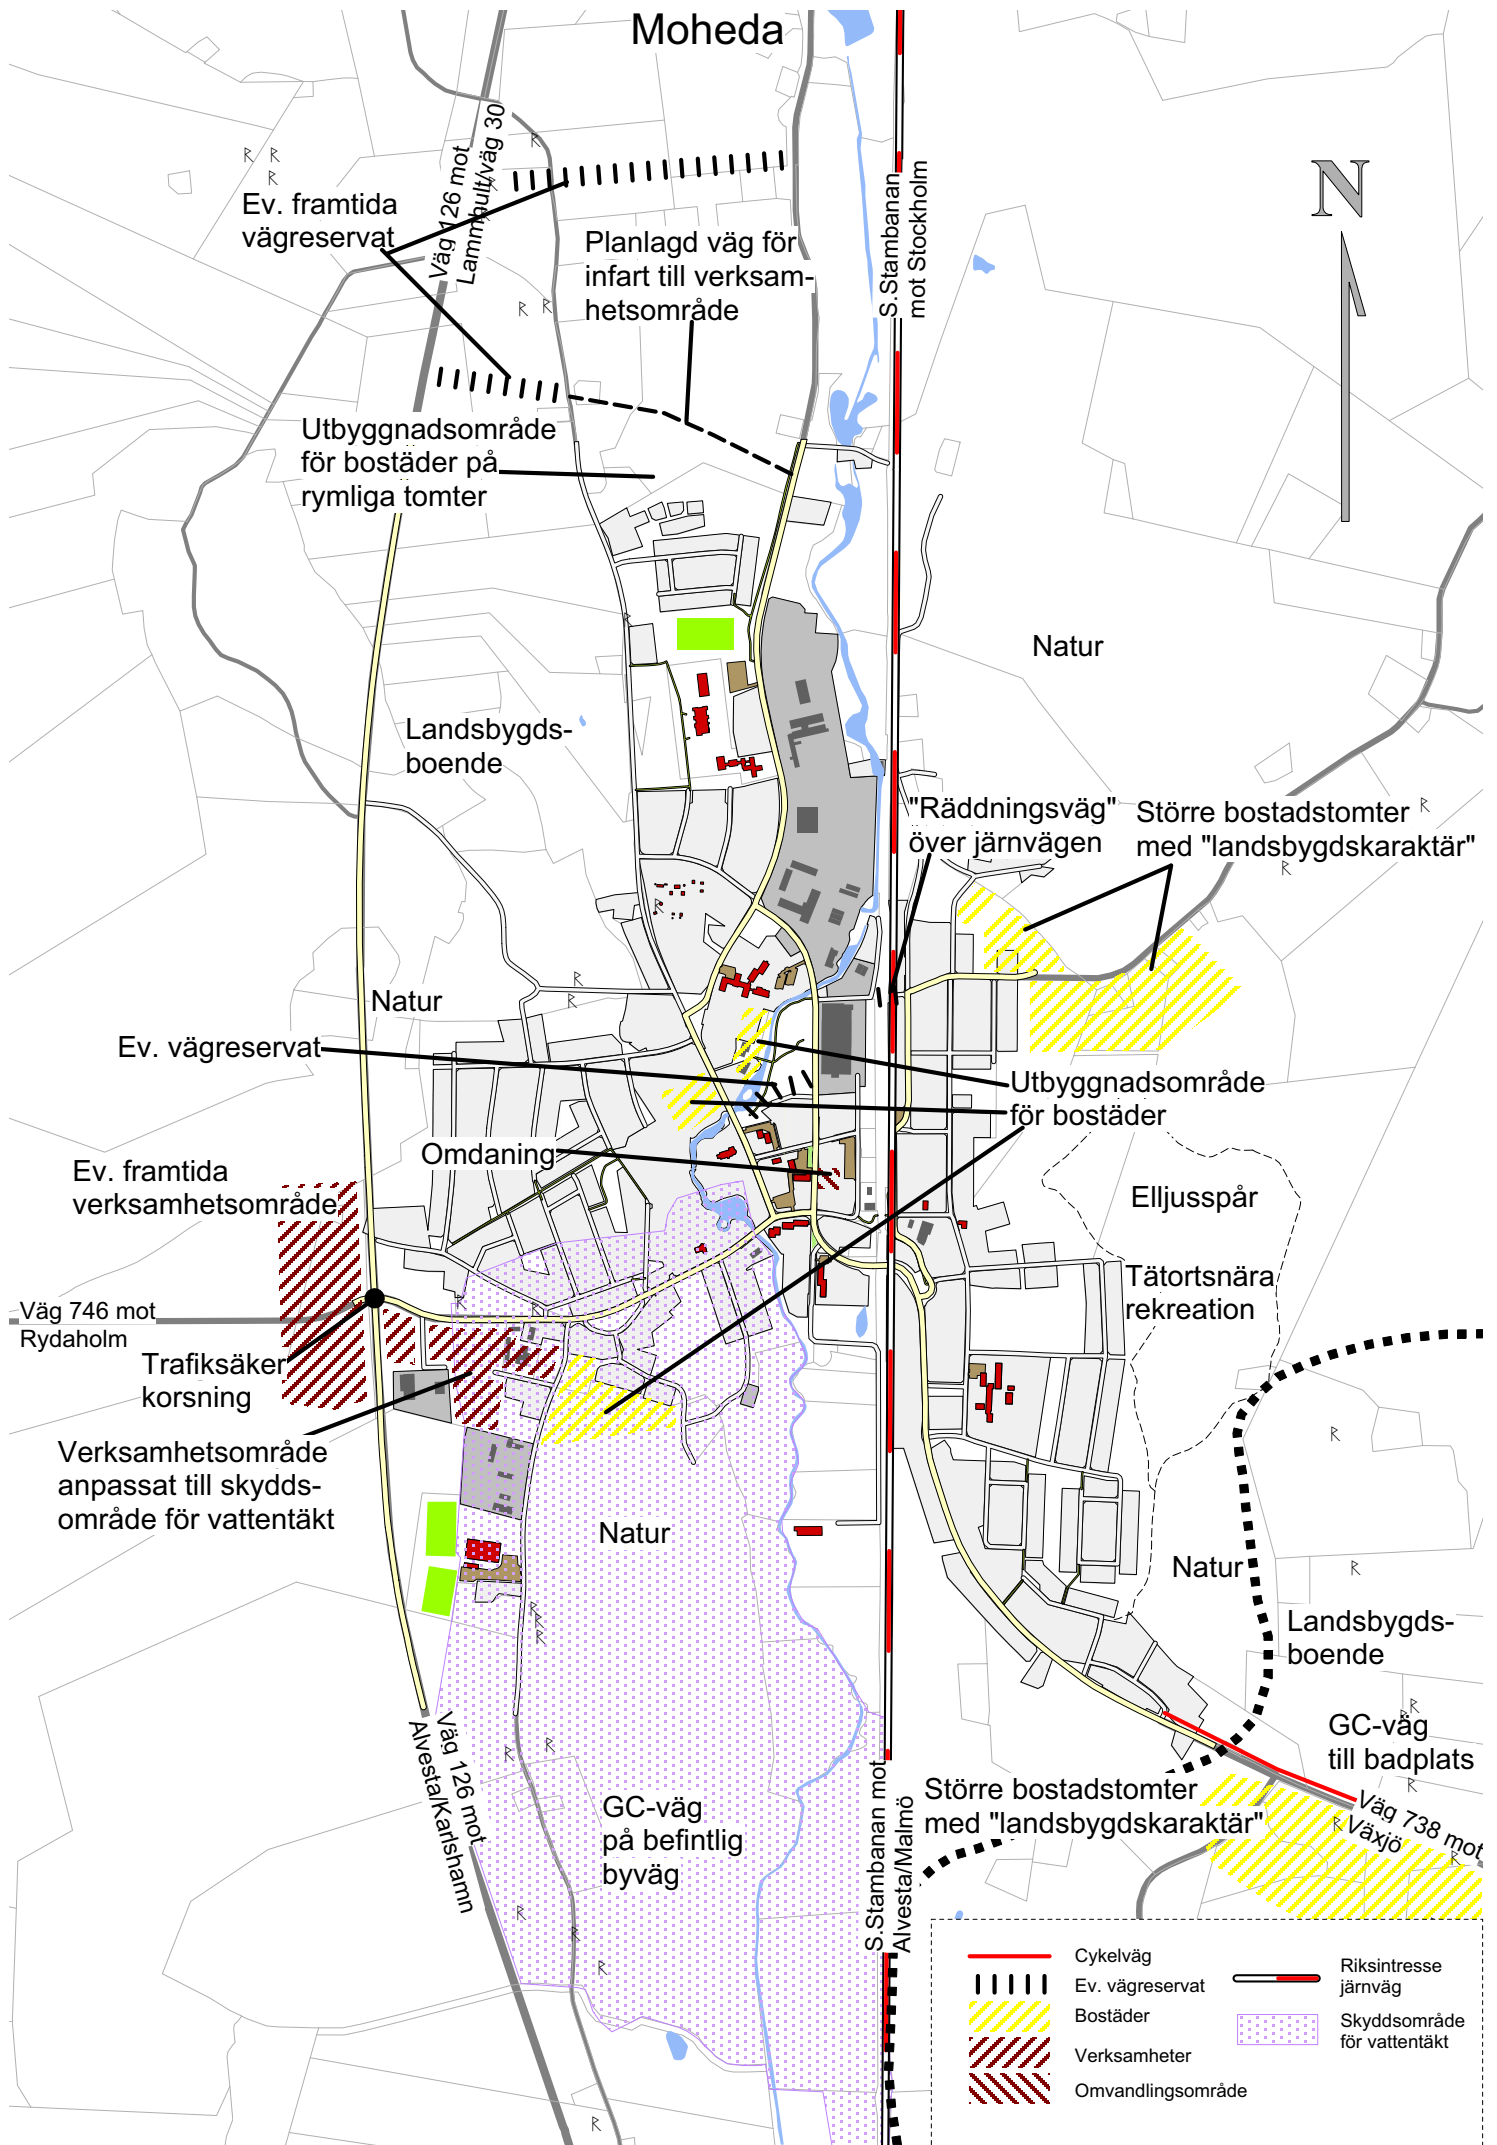 Moheda
Väg 126 mot
Lammhult/väg 30
N
Ev. framtida
vägreservat
Planlagd väg för
infart till verksam-
hetsområde
S.Stambanan
mot Stockholm
Utbyggnadsområde
för bostäder på
rymliga tomter
Natur
Landsbygds-
boende
"Räddningsväg"
över järnvägen
Större bostadstomter
med "landsbygdskaraktär"
Natur
Ev. vägreservat
Utbyggnadsområde
för bostäder
Omdaning
Ev. framtida
verksamhetsområde
Elljusspår
Tätortsnära
rekreation
Väg 746 mot
Rydaholm
Trafiksäker
korsning
Verksamhetsområde
anpassat till skydds-
område för vattentäkt
Natur
Natur
Landsbygds-
boende
GC-väg
till badplats
Väg 126 mot
Alvesta/Karlshamn
GC-väg
på befintlig
byväg
S.Stambanan mot
Alvesta/Malmö
Större bostadstomter
med "landsbygdskaraktär"
Väg 738 mot
Växjö
Cykelväg
Ev. vägreservat
Bostäder
Verksamheter
Omvandlingsområde
Riksintresse
järnväg
Skyddsområde
för vattentäkt